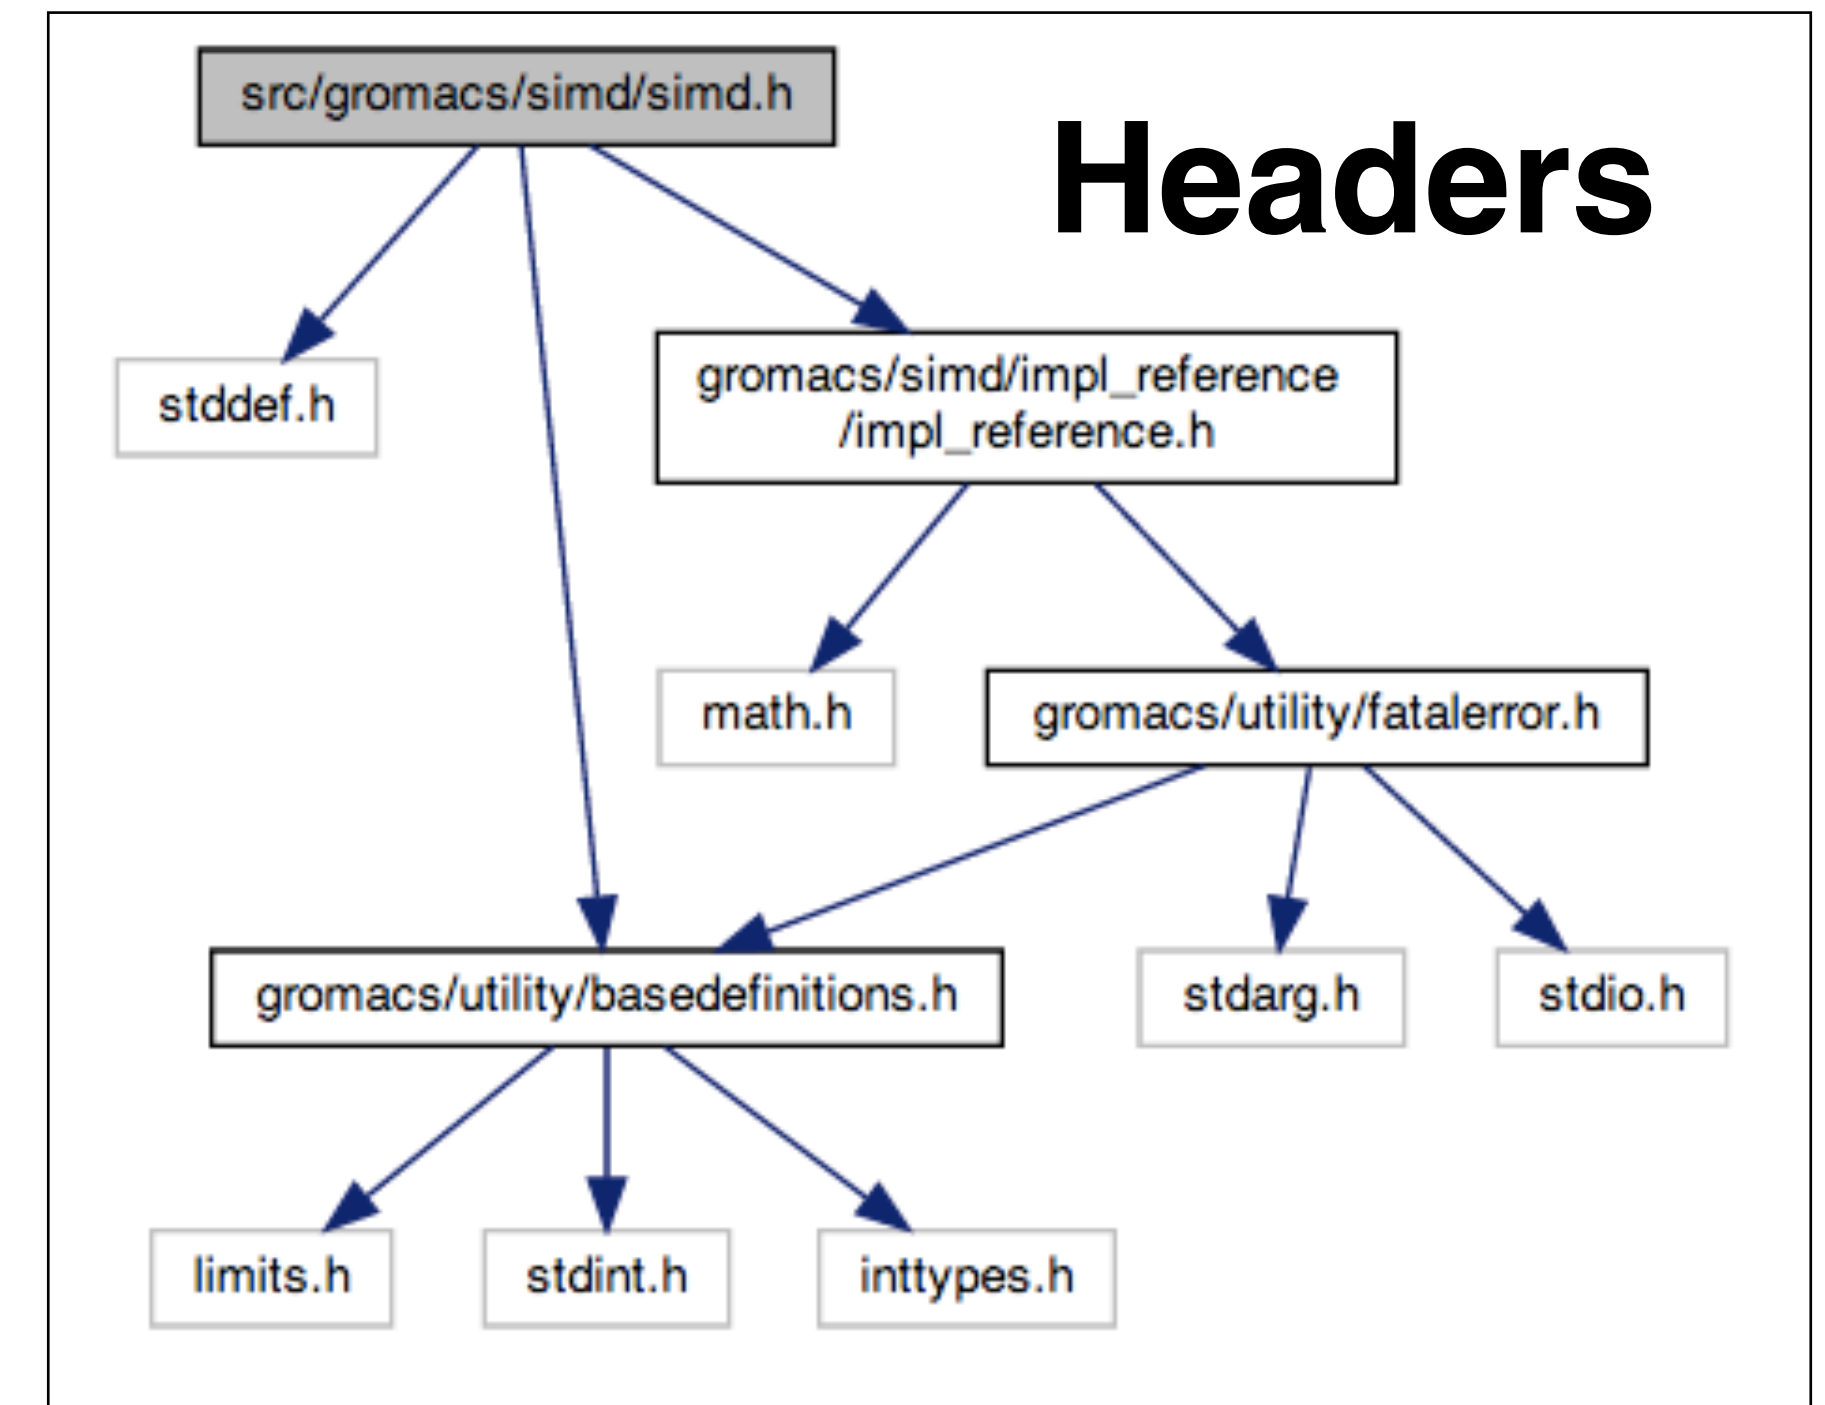 src/gromacs/simd/simd.h
Headers
stddef.h
gromacs/simd/impl_reference
/impl_reference.h
math.h
gromacs/utility/fatalerror.h
gromacs/utility/basedefinitions.h
stdarg.h
stdio.h
limits.h
stdint.h
inttypes.h